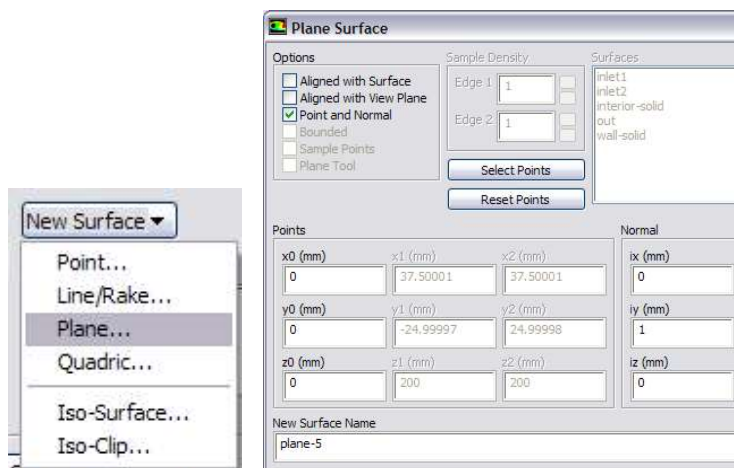 New Surface
Point...
Line/Rake...
Plane...
Quadric...
Iso-Surface...
Iso-Clip...
Plane Surface
Options
Aligned with Surface
Aligned with View Plane
Point and Normal
Bounded
Sample Points
Plane Tool
Sample Density
Edge 1 1
Edge 2 1
Select Points
Reset Points
Surfaces
inlet1
inlet2
interior-solid
out
wall-solid
Points
x0 (mm) x1 (mm) x2 (mm)
0 37.50001 37.50001
y0 (mm) y1 (mm) y2 (mm)
0 -24.99997 24.99998
z0 (mm) z1 (mm) z2 (mm)
0 200 200
Normal
ix (mm)
0
iy (mm)
1
iz (mm)
0
New Surface Name
plane-5